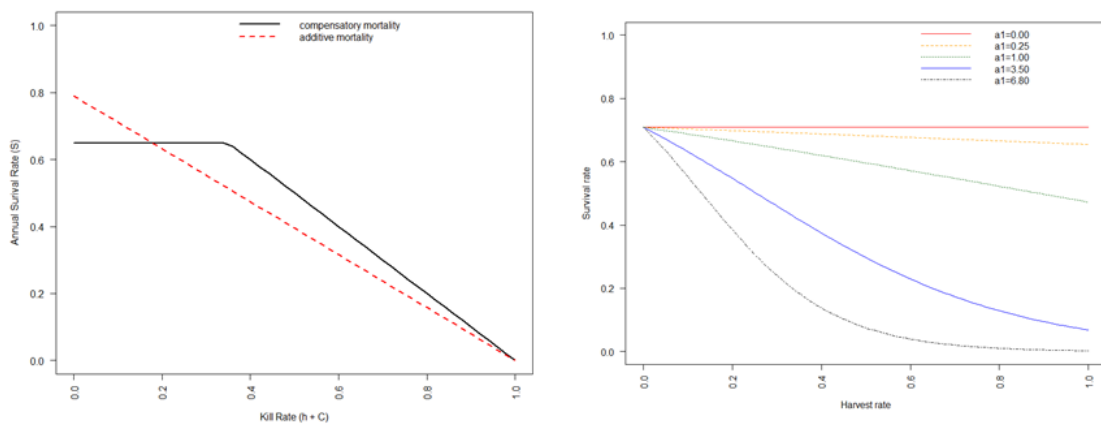 compensatory mortality
additive mortality
1.0
0.8
0.6
0.4
0.2
0.0
Annual Surival Rate (S)
0.0
0.2
0.4
0.6
0.8
1.0
Kill Rate (h + C)
a1=0.00
a1=0.25
a1=1.00
a1=3.50
a1=6.80
1.0
0.8
0.6
0.4
0.2
0.0
Survival rate
0.0
0.2
0.4
0.6
0.8
1.0
Harvest rate